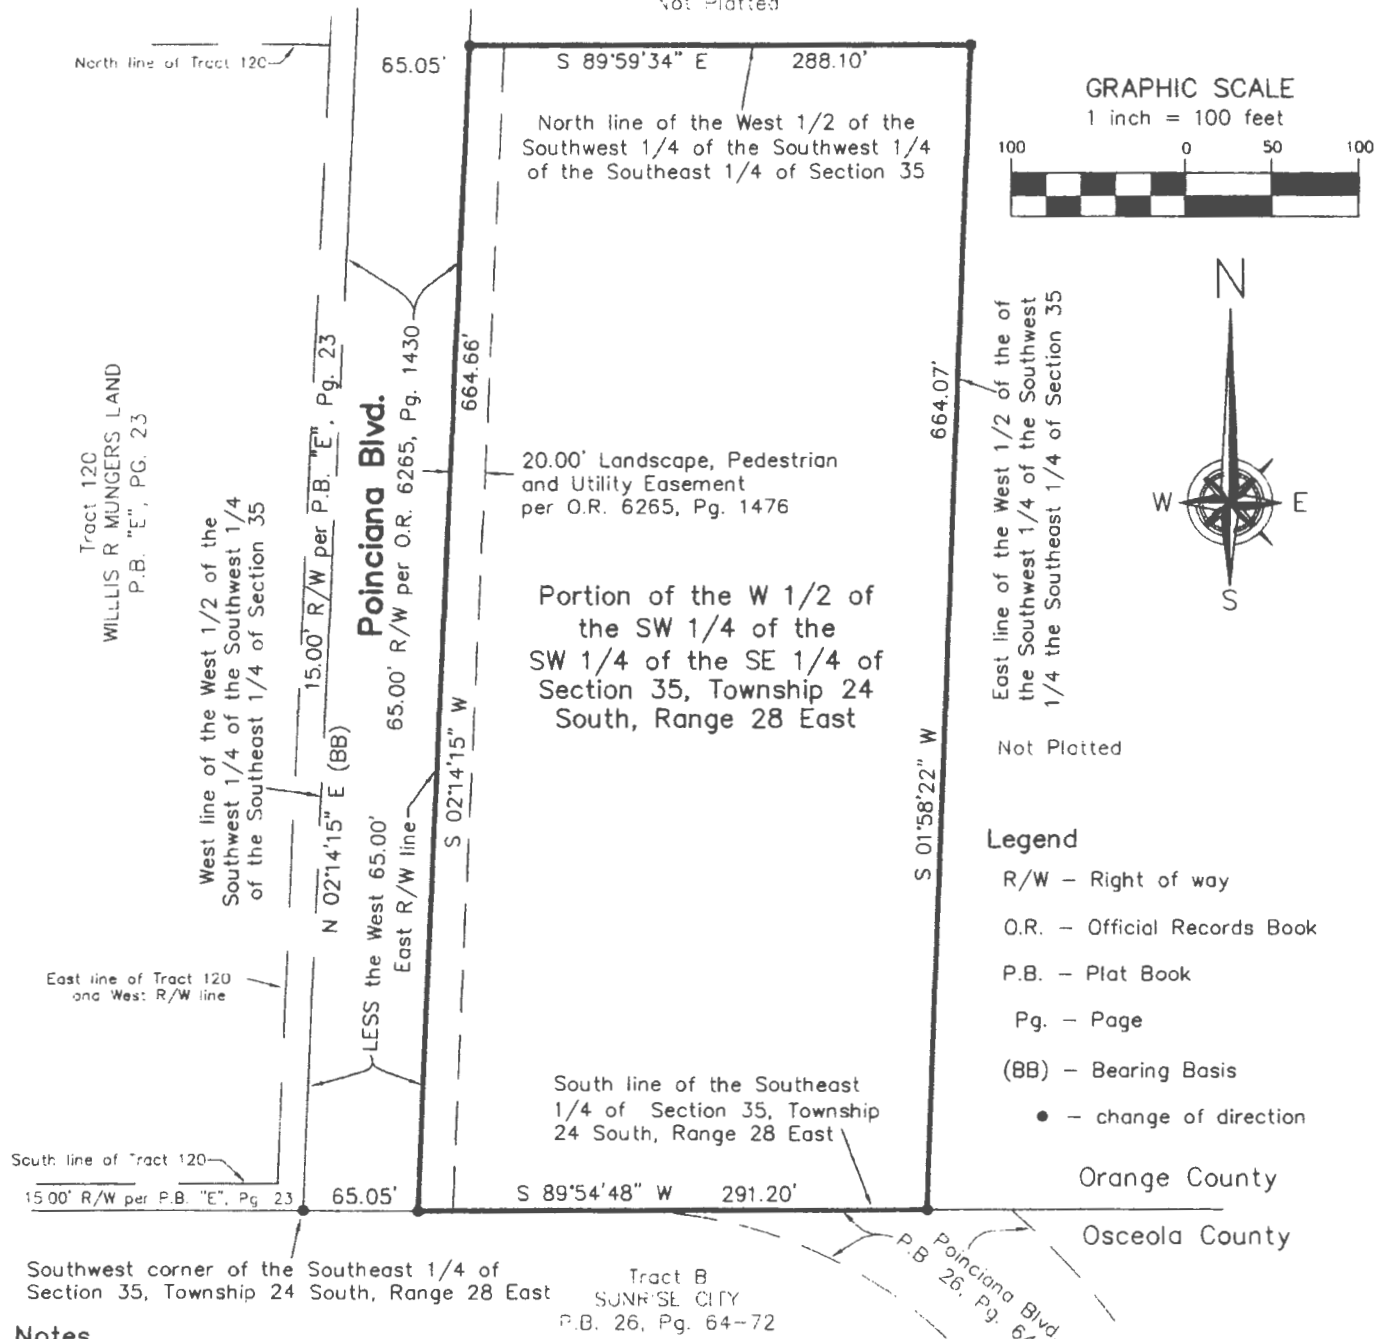 Not Platted
North line of Tract 120
65.05'
S 89°59'34" E 288.10'
North line of the West 1/2 of the
Southwest 1/4 of the Southwest 1/4
of the Southeast 1/4 of Section 35
GRAPHIC SCALE
1 inch = 100 feet
100 0 50 100
N
W E
S
Tract 120
WILLLIS R MUNGERS LAND
P.B. "E", PG. 23
West line of the West 1/2 of the
Southwest 1/4 of the Southwest 1/4
of the Southeast 1/4 of Section 35
15.00' R/W per P.B. "E", Pg. 23
N 02°14'15" E (BB)
Poinciana Blvd.
65.00' R/W per O.R. 6265, Pg. 1430
664.66'
S 02°14'15" W
20.00' Landscape, Pedestrian
and Utility Easement
per O.R. 6265, Pg. 1476
Portion of the W 1/2 of
the SW 1/4 of the
SW 1/4 of the SE 1/4 of
Section 35, Township 24
South, Range 28 East
664.07'
S 01°58'22" W
East line of the West 1/2 of the of
the Southwest 1/4 of the Southwest
1/4 the Southeast 1/4 of Section 35
Not Platted
LESS the West 65.00'
East R/W line
East line of Tract 120
and West R/W line
Legend
R/W - Right of way
O.R. - Official Records Book
P.B. - Plat Book
Pg. - Page
(BB) - Bearing Basis
● - change of direction
South line of the Southeast
1/4 of Section 35, Township
24 South, Range 28 East
South line of Tract 120
15.00' R/W per P.B. "E", Pg 23
65.05'
S 89°54'48" W 291.20'
Orange County
Osceola County
Southwest corner of the Southeast 1/4 of
Section 35, Township 24 South, Range 28 East
Tract B
SUNRISE CITY
P.B. 26, Pg. 64-72
Poinciana Blvd
P.B 26, Pg. 64
Notes